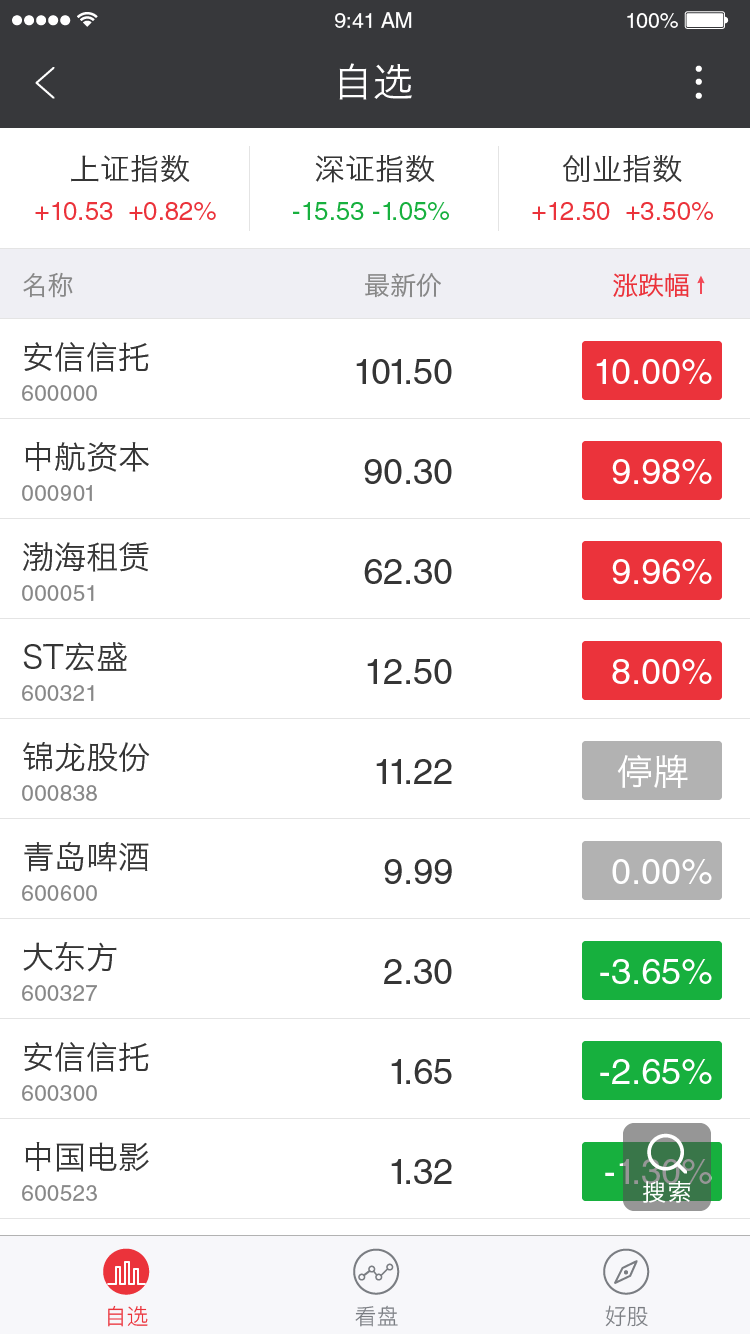 9:41 AM 100%
自选
上证指数 深证指数 创业指数
+10.53 +0.82% -15.53 -1.05% +12.50 +3.50%
名称 最新价 涨跌幅↑
安信信托 101.50 10.00%
600000
中航资本 90.30 9.98%
000901
渤海租赁 62.30 9.96%
000051
ST宏盛 12.50 8.00%
600321
锦龙股份 11.22 停牌
000838
青岛啤酒 9.99 0.00%
600600
大东方 2.30 -3.65%
600327
安信信托 1.65 -2.65%
600300
中国电影 1.32 -1.30%
600523
搜索
自选 看盘 好股